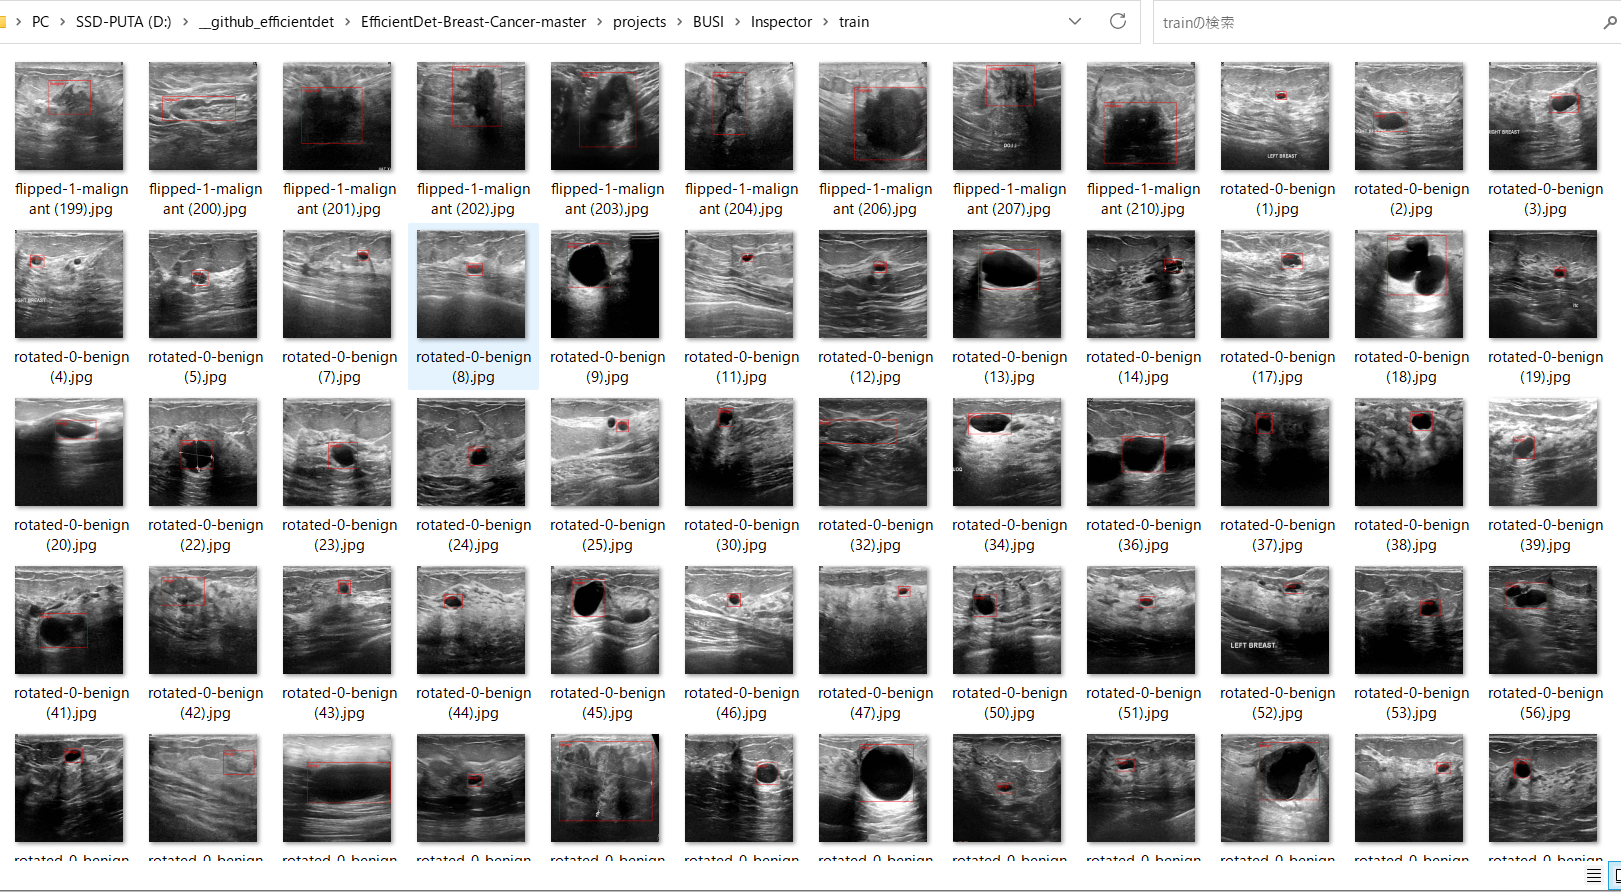 PC > SSD-PUTA (D:) > __github_efficientdet > EfficientDet-Breast-Cancer-master > projects > BUSI > Inspector > train
trainの検索
flipped-1-malignant (199).jpg
flipped-1-malignant (200).jpg
flipped-1-malignant (201).jpg
flipped-1-malignant (202).jpg
flipped-1-malignant (203).jpg
flipped-1-malignant (204).jpg
flipped-1-malignant (206).jpg
flipped-1-malignant (207).jpg
flipped-1-malignant (210).jpg
LEFT BREAST
rotated-0-benign (1).jpg
rotated-0-benign (2).jpg
RIGHT BREAST
rotated-0-benign (3).jpg
rotated-0-benign (4).jpg
rotated-0-benign (5).jpg
rotated-0-benign (7).jpg
rotated-0-benign (8).jpg
rotated-0-benign (9).jpg
rotated-0-benign (11).jpg
rotated-0-benign (12).jpg
rotated-0-benign (13).jpg
rotated-0-benign (14).jpg
rotated-0-benign (17).jpg
rotated-0-benign (18).jpg
rotated-0-benign (19).jpg
rotated-0-benign (20).jpg
rotated-0-benign (22).jpg
rotated-0-benign (23).jpg
rotated-0-benign (24).jpg
rotated-0-benign (25).jpg
rotated-0-benign (30).jpg
rotated-0-benign (32).jpg
rotated-0-benign (34).jpg
rotated-0-benign (36).jpg
rotated-0-benign (37).jpg
rotated-0-benign (38).jpg
rotated-0-benign (39).jpg
rotated-0-benign (41).jpg
rotated-0-benign (42).jpg
rotated-0-benign (43).jpg
rotated-0-benign (44).jpg
rotated-0-benign (45).jpg
rotated-0-benign (46).jpg
rotated-0-benign (47).jpg
rotated-0-benign (50).jpg
rotated-0-benign (51).jpg
LEFT BREAST
rotated-0-benign (52).jpg
rotated-0-benign (53).jpg
rotated-0-benign (56).jpg